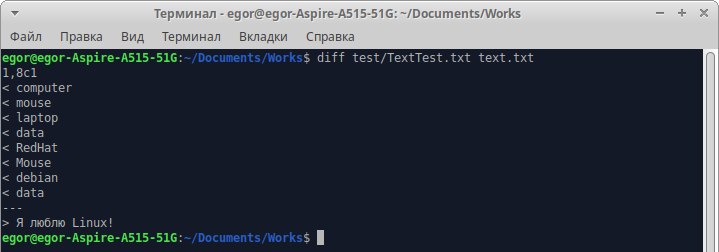 Терминал - egor@egor-Aspire-A515-51G: ~/Documents/Works
Файл Правка Вид Терминал Вкладки Справка
egor@egor-Aspire-A515-51G:~/Documents/Works$ diff test/TextTest.txt text.txt
1,8c1
< computer
< mouse
< laptop
< data
< RedHat
< Mouse
< debian
< data
---
> Я люблю Linux!
egor@egor-Aspire-A515-51G:~/Documents/Works$